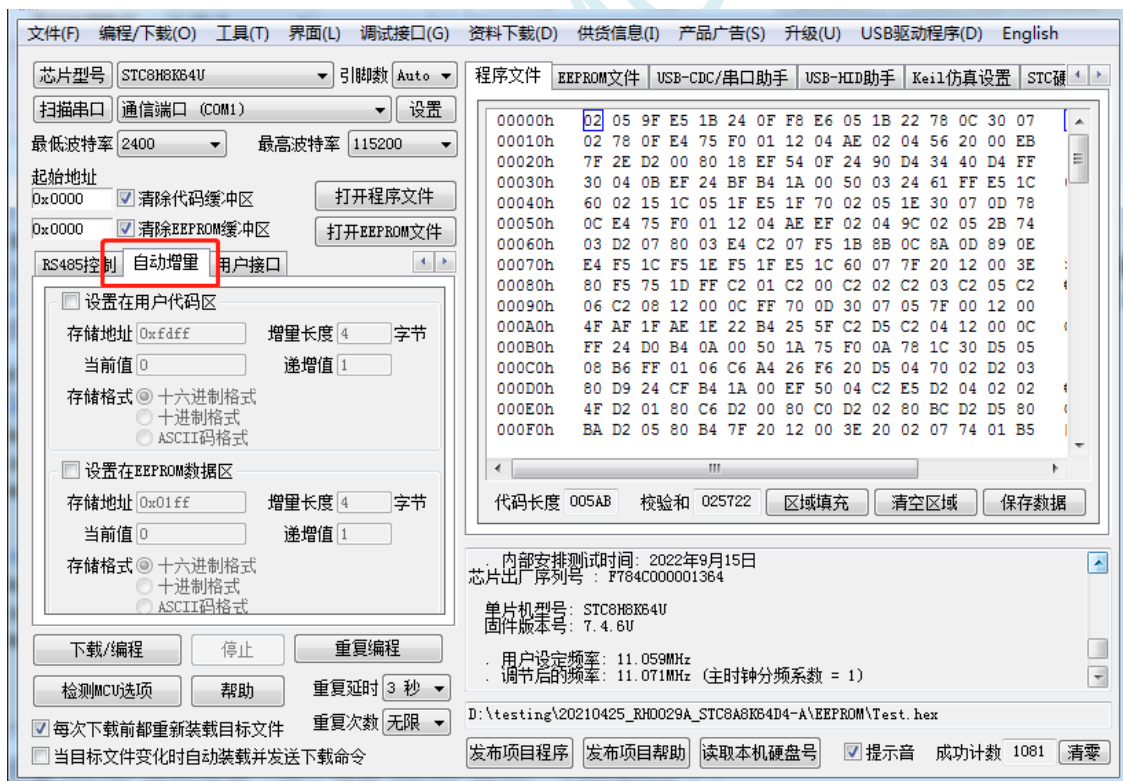 文件(F) 编程/下载(O) 工具(T) 界面(L) 调试接口(G) 资料下载(D) 供货信息(I) 产品广告(S) 升级(U) USB驱动程序(D) English
芯片型号 STC8H8K64U 引脚数 Auto
扫描串口 通信端口 (COM1) 设置
最低波特率 2400 最高波特率 115200
起始地址
0x0000 清除代码缓冲区 打开程序文件
0x0000 清除EEPROM缓冲区 打开EEPROM文件
RS485控制 自动增量 用户接口
设置在用户代码区
存储地址 0xfdff 增量长度 4 字节
当前值 0 递增值 1
存储格式 十六进制格式
十进制格式
ASCII码格式
设置在EEPROM数据区
存储地址 0x01ff 增量长度 4 字节
当前值 0 递增值 1
存储格式 十六进制格式
十进制格式
ASCII码格式
下载/编程 停止 重复编程
检测MCU选项 帮助 重复延时 3 秒
每次下载前都重新装载目标文件 重复次数 无限
当目标文件变化时自动装载并发送下载命令
程序文件 EEPROM文件 USB-CDC/串口助手 USB-HID助手 Keil仿真设置 STC硬
00000h 02 05 9F E5 1B 24 0F F8 E6 05 1B 22 78 0C 30 07
00010h 02 78 0F E4 75 F0 01 12 04 AE 02 04 56 20 00 EB
00020h 7F 2E D2 00 80 18 EF 54 0F 24 90 D4 34 40 D4 FF
00030h 30 04 0B EF 24 BF B4 1A 00 50 03 24 61 FF E5 1C
00040h 60 02 15 1C 05 1F E5 1F 70 02 05 1E 30 07 0D 78
00050h 0C E4 75 F0 01 12 04 AE EF 02 04 9C 02 05 2B 74
00060h 03 D2 07 80 03 E4 C2 07 F5 1B 8B 0C 8A 0D 89 0E
00070h E4 F5 1C F5 1E F5 1F E5 1C 60 07 7F 20 12 00 3E
00080h 80 F5 75 1D FF C2 01 C2 00 C2 02 C2 03 C2 05 C2
00090h 06 C2 08 12 00 0C FF 70 0D 30 07 05 7F 00 12 00
000A0h 4F AF 1F AE 1E 22 B4 25 5F C2 D5 C2 04 12 00 0C
000B0h FF 24 D0 B4 0A 00 50 1A 75 F0 0A 78 1C 30 D5 05
000C0h 08 B6 FF 01 06 C6 A4 26 F6 20 D5 04 70 02 D2 03
000D0h 80 D9 24 CF B4 1A 00 EF 50 04 C2 E5 D2 04 02 02
000E0h 4F D2 01 80 C6 D2 00 80 C0 D2 02 80 BC D2 D5 80
000F0h BA D2 05 80 B4 7F 20 12 00 3E 20 02 07 74 01 B5
代码长度 005AB 校验和 025722 区域填充 清空区域 保存数据
. 内部安排测试时间: 2022年9月15日
芯片出厂序列号 : F784C000001364
单片机型号: STC8H8K64U
固件版本号: 7.4.6U
. 用户设定频率: 11.059MHz
. 调节后的频率: 11.071MHz (主时钟分频系数 = 1)
D:\testing\20210425_RH0029A_STC8A8K64D4-A\EEPROM\Test.hex
发布项目程序 发布项目帮助 读取本机硬盘号 提示音 成功计数 1081 清零